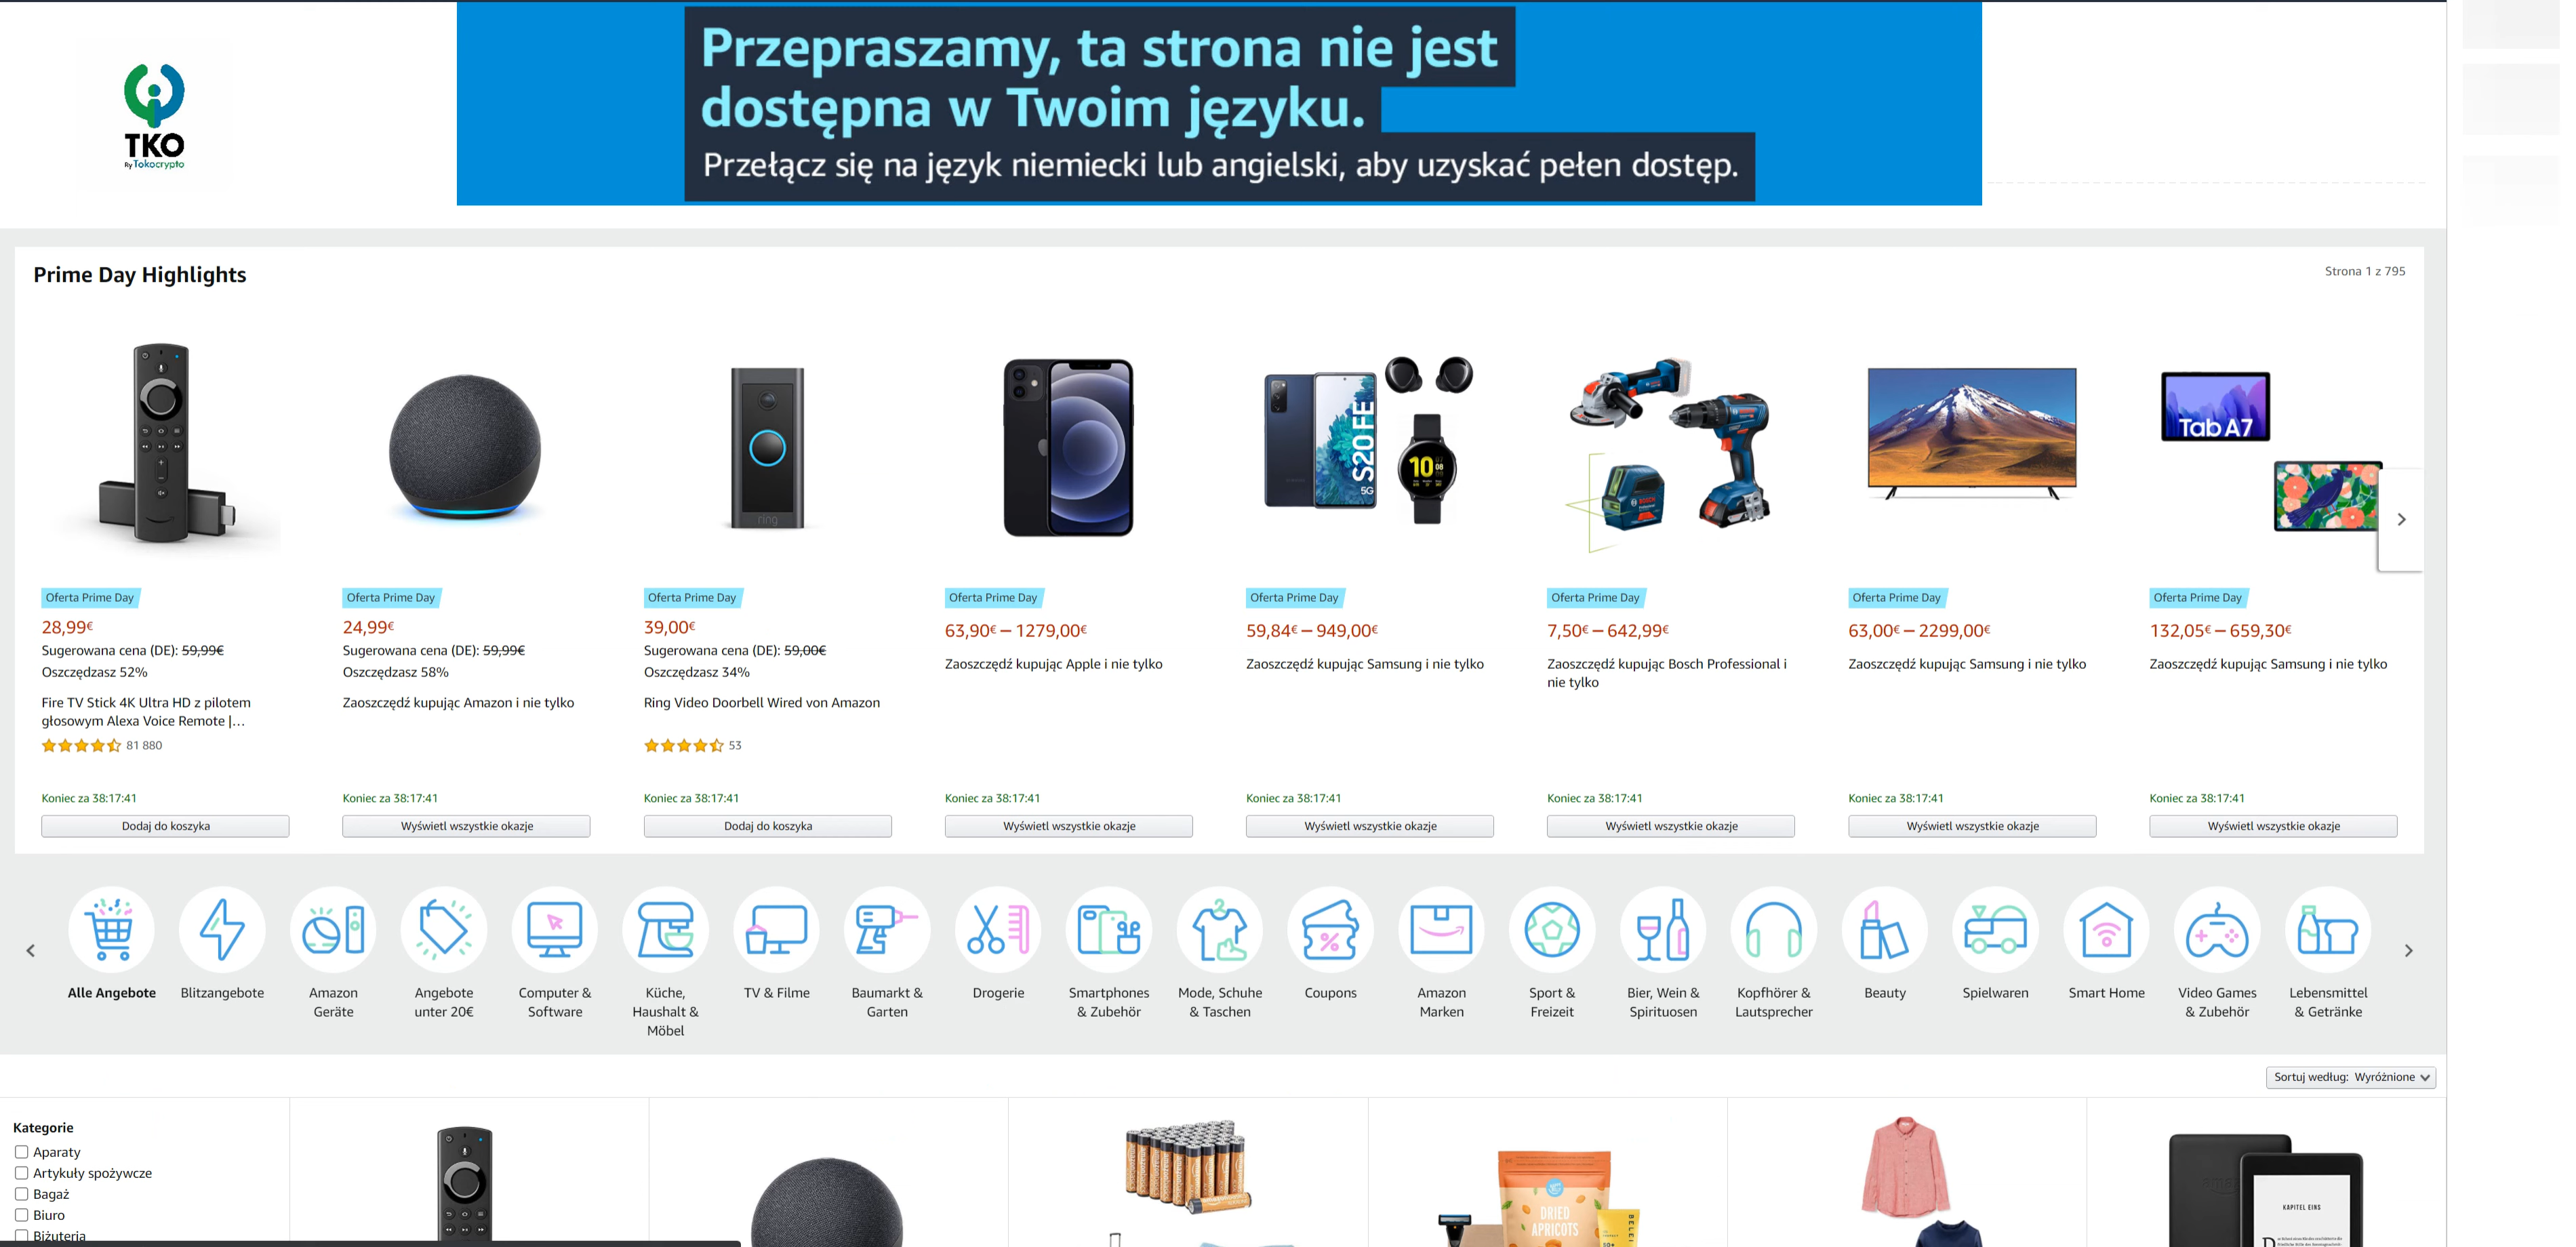 Przepraszamy, ta strona nie jest
dostępna w Twoim języku.
Przełącz się na język niemiecki lub angielski, aby uzyskać pełen dostęp.
TKO
By Tokocrypto
Prime Day Highlights
Strona 1 z 795
ring
S20 FE
5G
10 08
BOSCH
Tab A7
Oferta Prime Day
28,99€
Sugerowana cena (DE): 59,99€
Oszczędzasz 52%
Fire TV Stick 4K Ultra HD z pilotem
głosowym Alexa Voice Remote |…
81 880
Koniec za 38:17:41
Dodaj do koszyka
Oferta Prime Day
24,99€
Sugerowana cena (DE): 59,99€
Oszczędzasz 58%
Zaoszczędź kupując Amazon i nie tylko
Koniec za 38:17:41
Wyświetl wszystkie okazje
Oferta Prime Day
39,00€
Sugerowana cena (DE): 59,00€
Oszczędzasz 34%
Ring Video Doorbell Wired von Amazon
53
Koniec za 38:17:41
Dodaj do koszyka
Oferta Prime Day
63,90€ – 1279,00€
Zaoszczędź kupując Apple i nie tylko
Koniec za 38:17:41
Wyświetl wszystkie okazje
Oferta Prime Day
59,84€ – 949,00€
Zaoszczędź kupując Samsung i nie tylko
Koniec za 38:17:41
Wyświetl wszystkie okazje
Oferta Prime Day
7,50€ – 642,99€
Zaoszczędź kupując Bosch Professional i
nie tylko
Koniec za 38:17:41
Wyświetl wszystkie okazje
Oferta Prime Day
63,00€ – 2299,00€
Zaoszczędź kupując Samsung i nie tylko
Koniec za 38:17:41
Wyświetl wszystkie okazje
Oferta Prime Day
132,05€ – 659,30€
Zaoszczędź kupując Samsung i nie tylko
Koniec za 38:17:41
Wyświetl wszystkie okazje
Alle Angebote
Blitzangebote
Amazon
Geräte
Angebote
unter 20€
Computer &
Software
Küche,
Haushalt &
Möbel
TV & Filme
Baumarkt &
Garten
Drogerie
Smartphones
& Zubehör
Mode, Schuhe
& Taschen
Coupons
Amazon
Marken
Sport &
Freizeit
Bier, Wein &
Spirituosen
Kopfhörer &
Lautsprecher
Beauty
Spielwaren
Smart Home
Video Games
& Zubehör
Lebensmittel
& Getränke
Sortuj według: Wyróżnione
Kategorie
Aparaty
Artykuły spożywcze
Bagaż
Biuro
Biżuteria
DRIED
APRICOTS
KAPITEL EINS